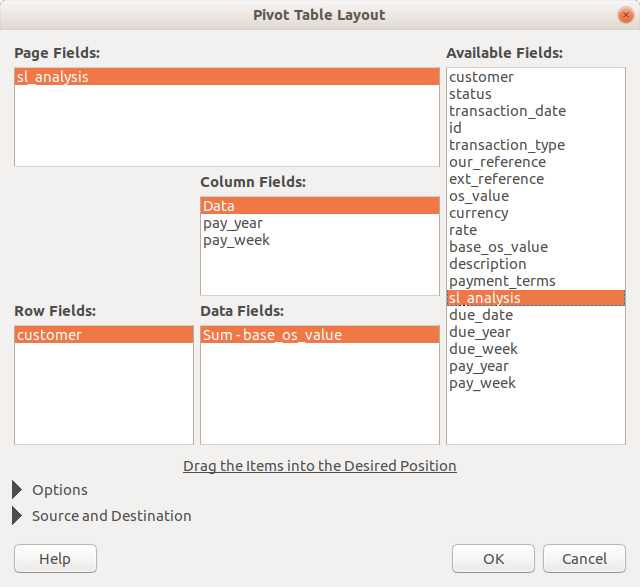 Pivot Table Layout
Page Fields:
sl_analysis
Column Fields:
Data
pay_year
pay_week
Row Fields:
customer
Data Fields:
Sum - base_os_value
Available Fields:
customer
status
transaction_date
id
transaction_type
our_reference
ext_reference
os_value
currency
rate
base_os_value
description
payment_terms
sl_analysis
due_date
due_year
due_week
pay_year
pay_week
Drag the Items into the Desired Position
Options
Source and Destination
Help
OK
Cancel